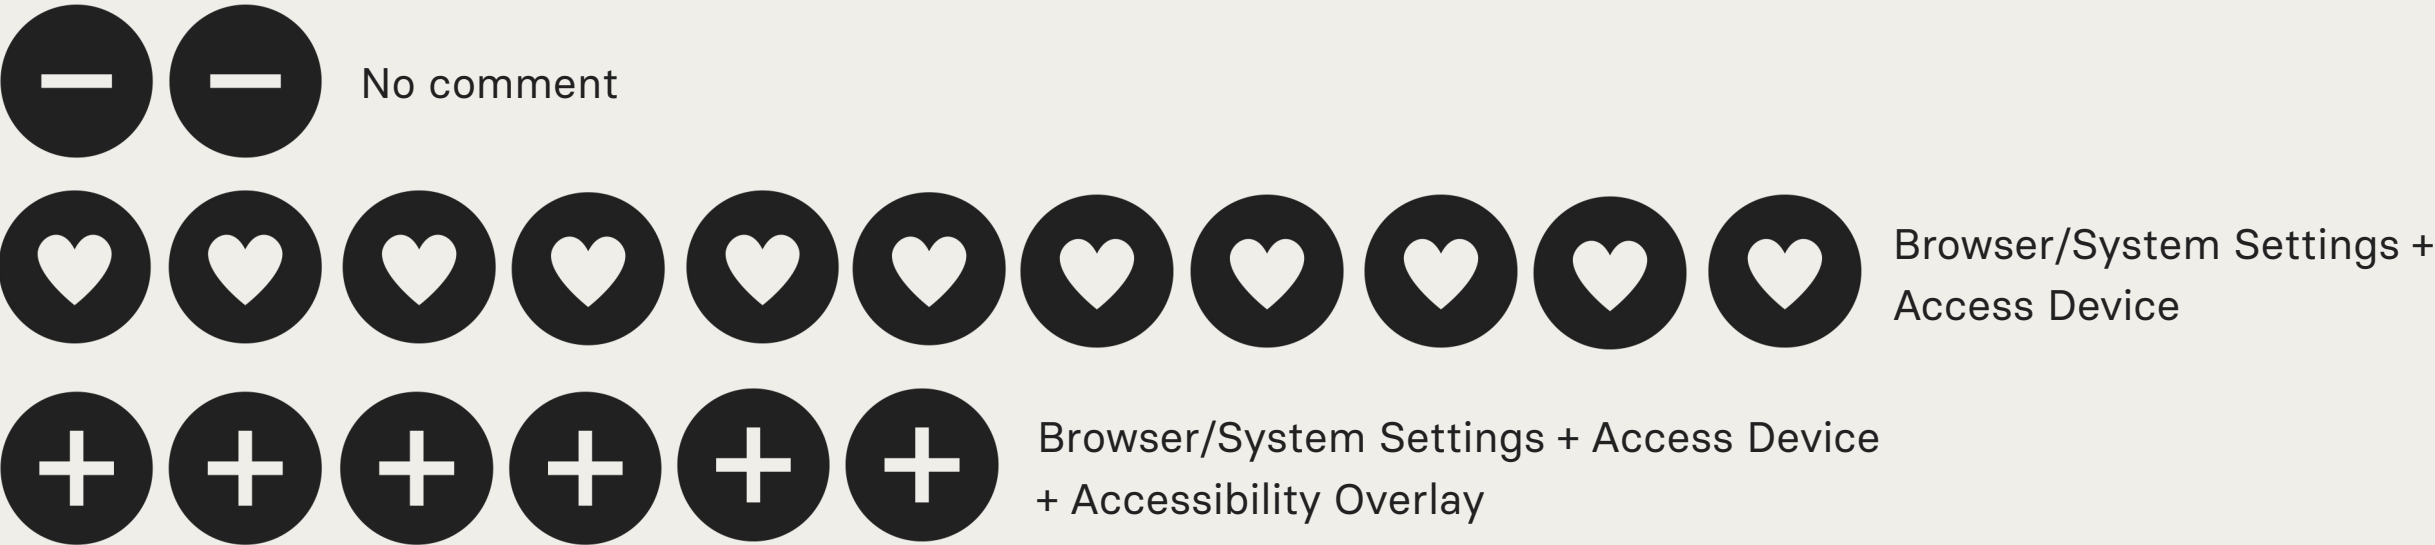 No comment
Browser/System Settings +
Access Device
Browser/System Settings + Access Device
+ Accessibility Overlay